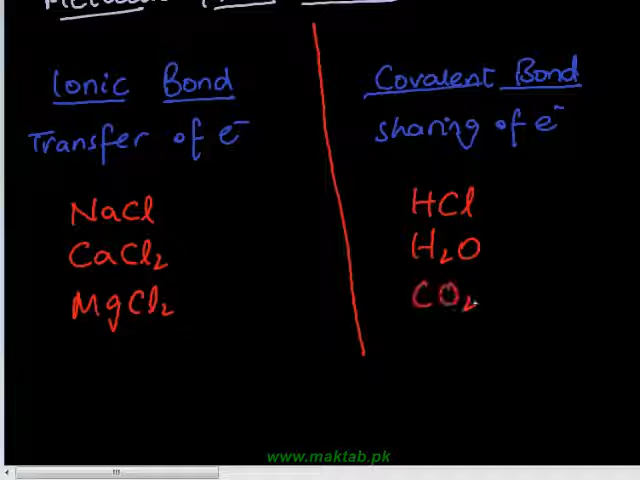 Ionic Bond
Transfer of e⁻
NaCl
CaCl₂
MgCl₂
Covalent Bond
sharing of e⁻
HCl
H₂O
CO₂
www.maktab.pk